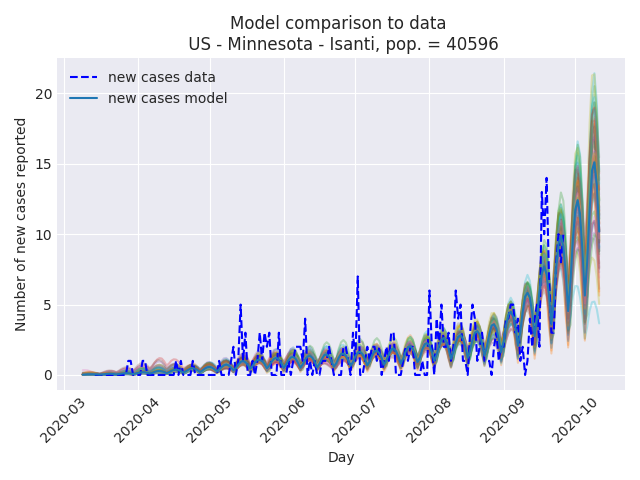 Model comparison to data
US - Minnesota - Isanti, pop. = 40596
new cases data
new cases model
Number of new cases reported
20
15
10
5
0
2020-03
2020-04
2020-05
2020-06
2020-07
2020-08
2020-09
2020-10
Day